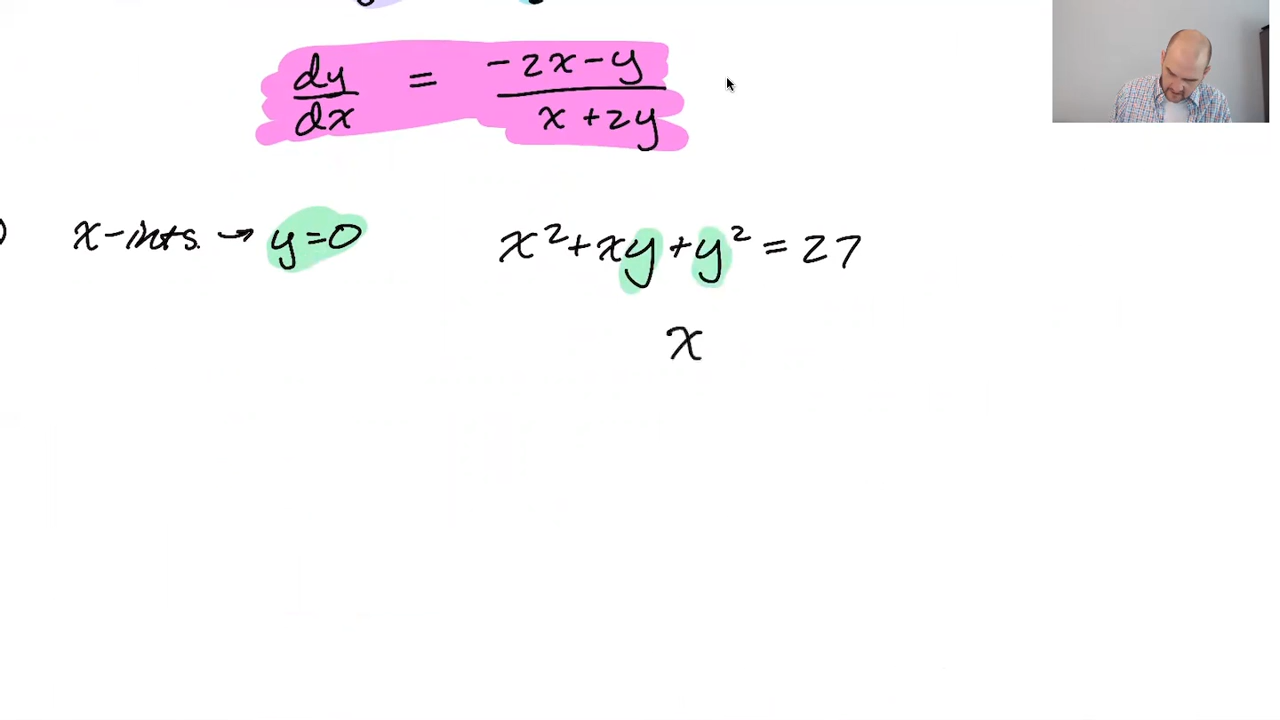 dy/dx = (-2x-y)/(x+2y)
x-ints. → y=0
x²+xy+y²=27
x